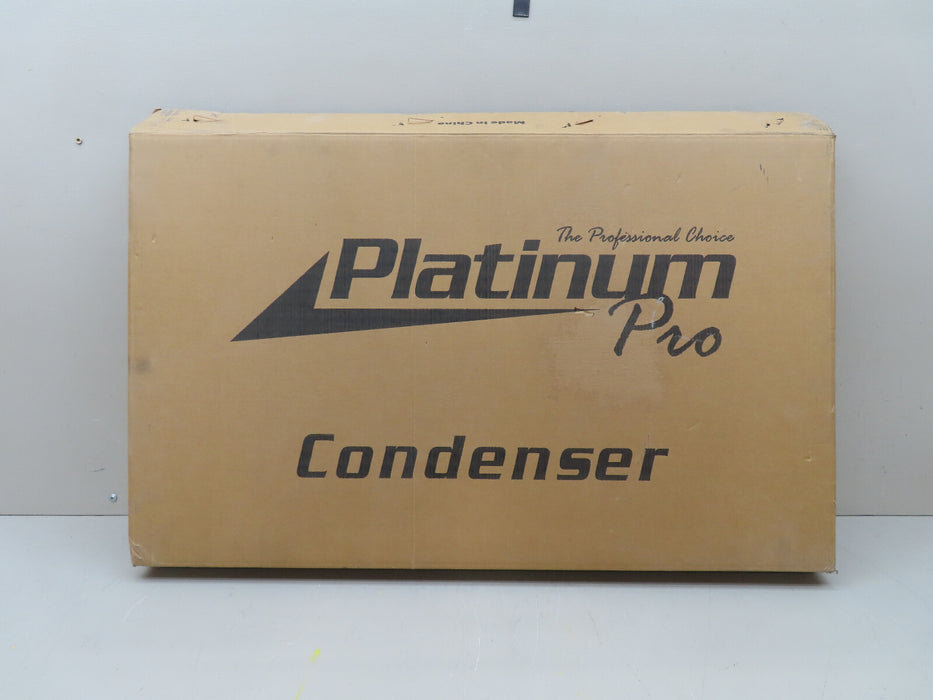 Made in China
The Professional Choice
Platinum
Pro
Condenser